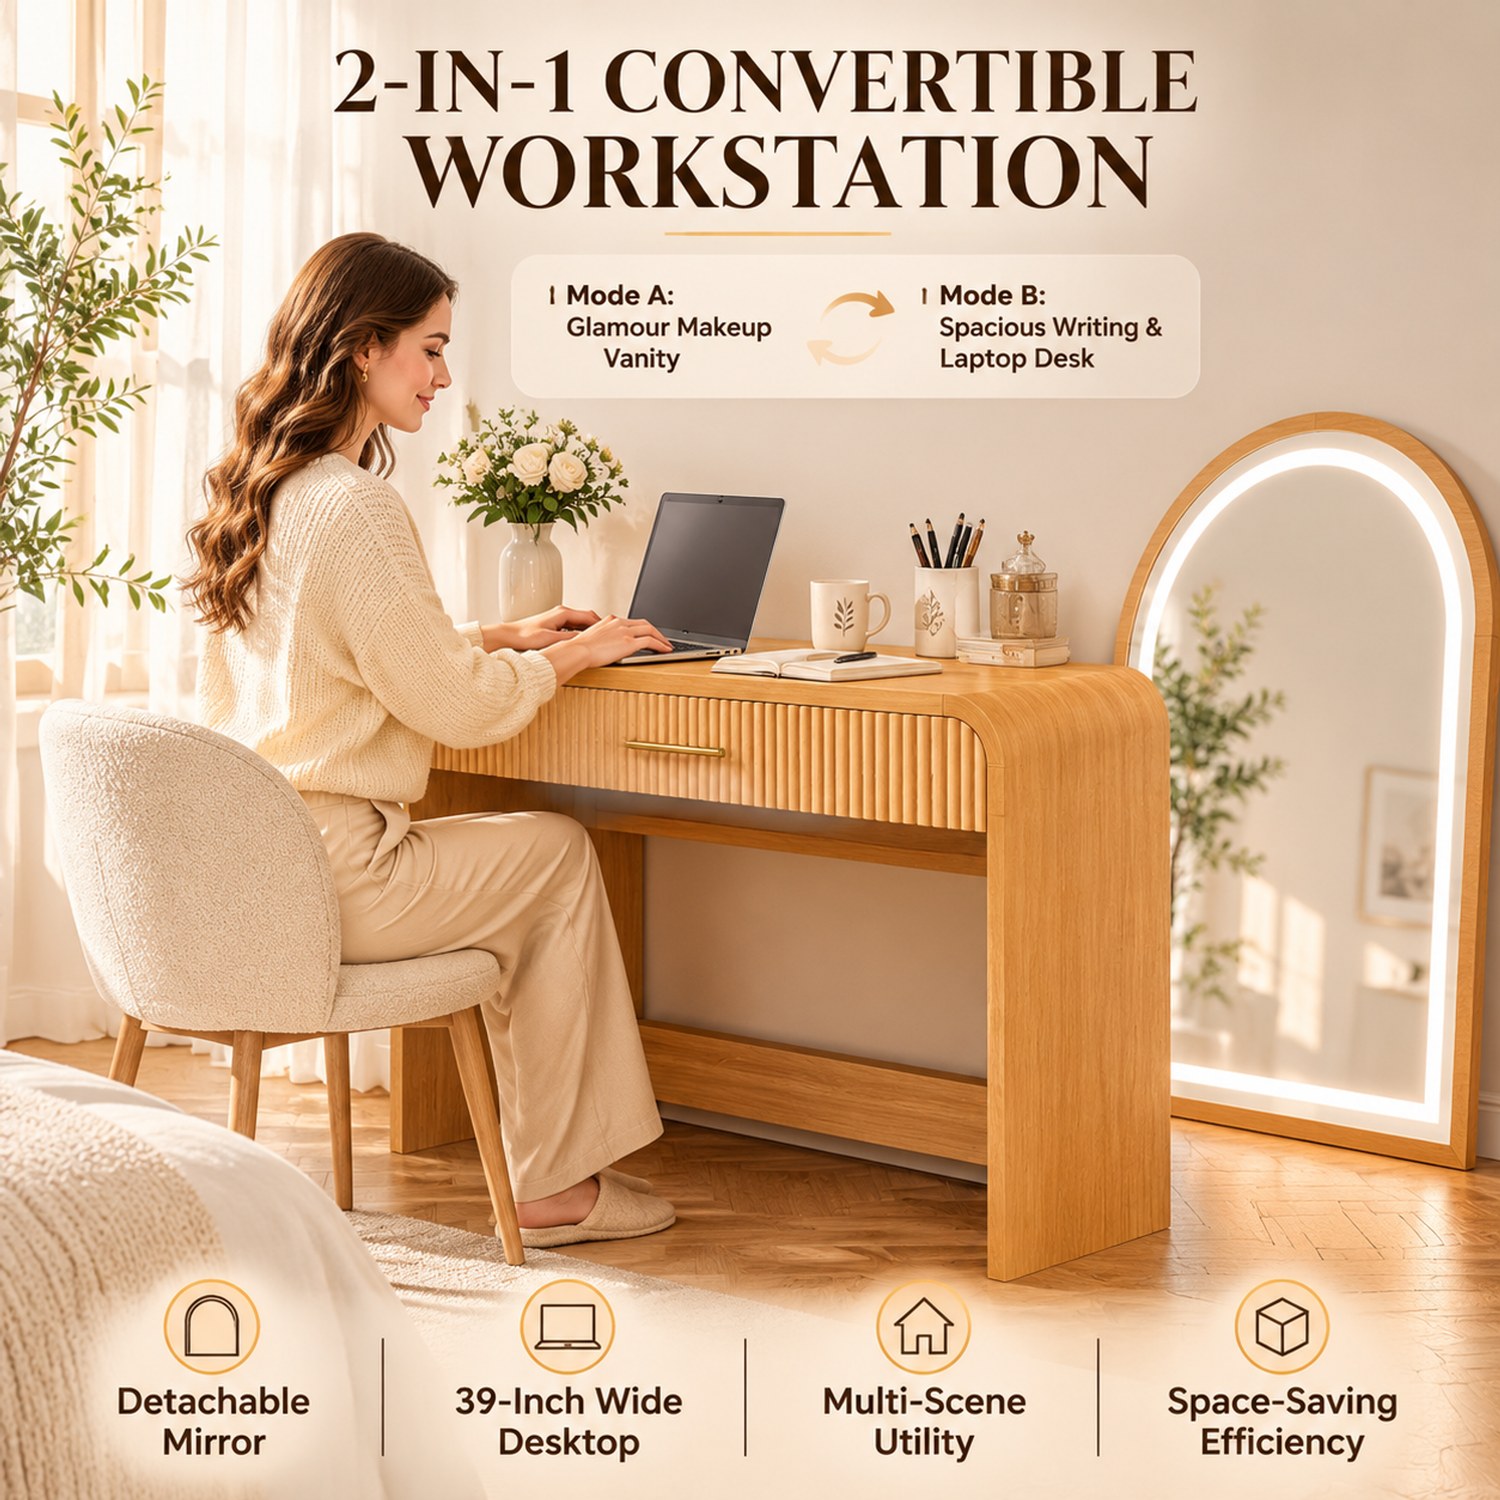 2-IN-1 CONVERTIBLE
WORKSTATION
Mode A:
Glamour Makeup
Vanity
Mode B:
Spacious Writing &
Laptop Desk
Detachable
Mirror
39-Inch Wide
Desktop
Multi-Scene
Utility
Space-Saving
Efficiency